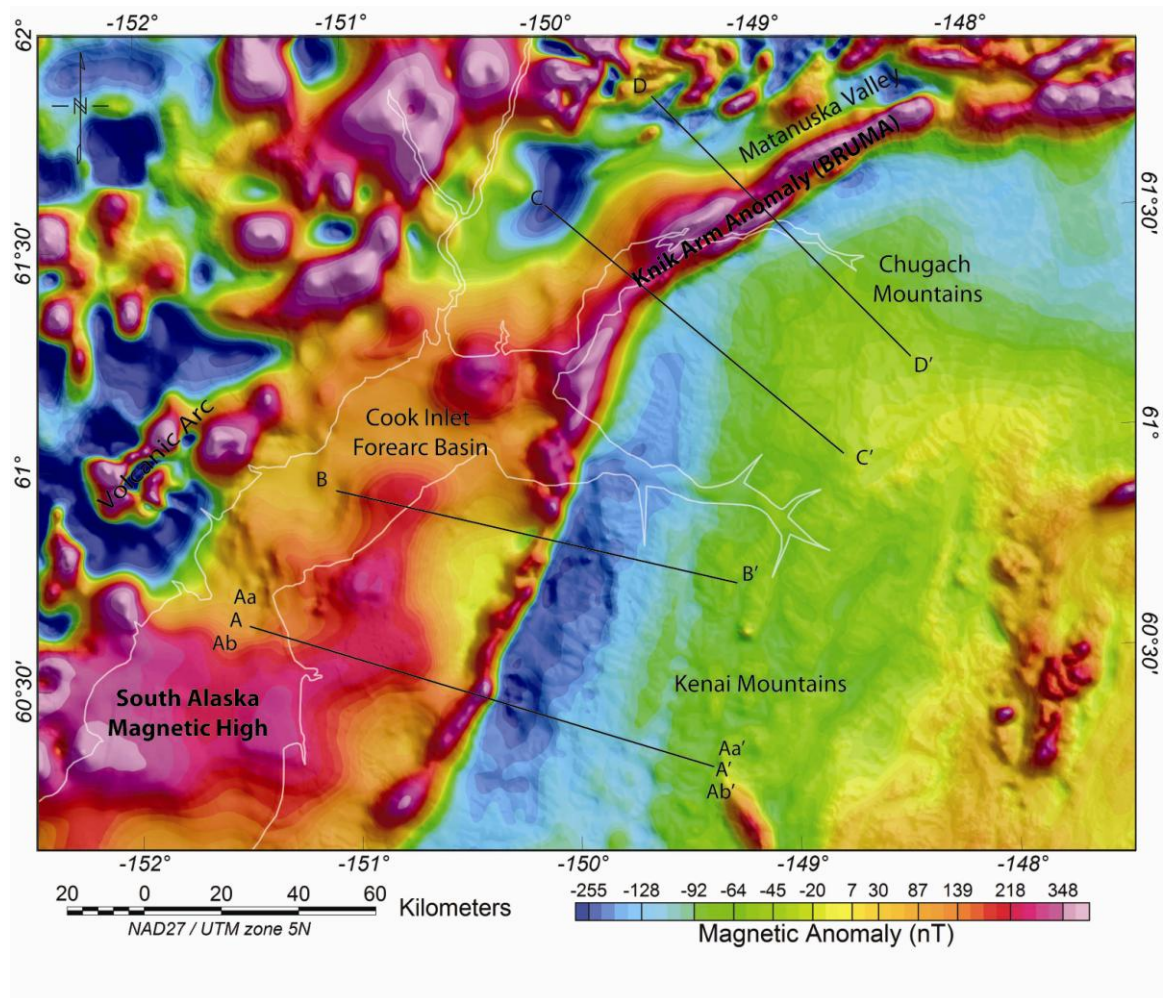 -152° -151° -150° -149° -148°
62°
N
D
Matanuska Valley
C
Knik Arm Anomaly (BRUMA)
61°30'
61°30'
Chugach
Mountains
D'
Volcanic Arc
Cook Inlet
Forearc Basin
61°
61°
C'
B
B'
Aa
A
Ab
60°30'
60°30'
South Alaska
Magnetic High
Kenai Mountains
Aa'
A'
Ab'
-152° -151° -150° -149° -148°
20 0 20 40 60
Kilometers
NAD27 / UTM zone 5N
-255 -128 -92 -64 -45 -20 7 30 87 139 218 348
Magnetic Anomaly (nT)